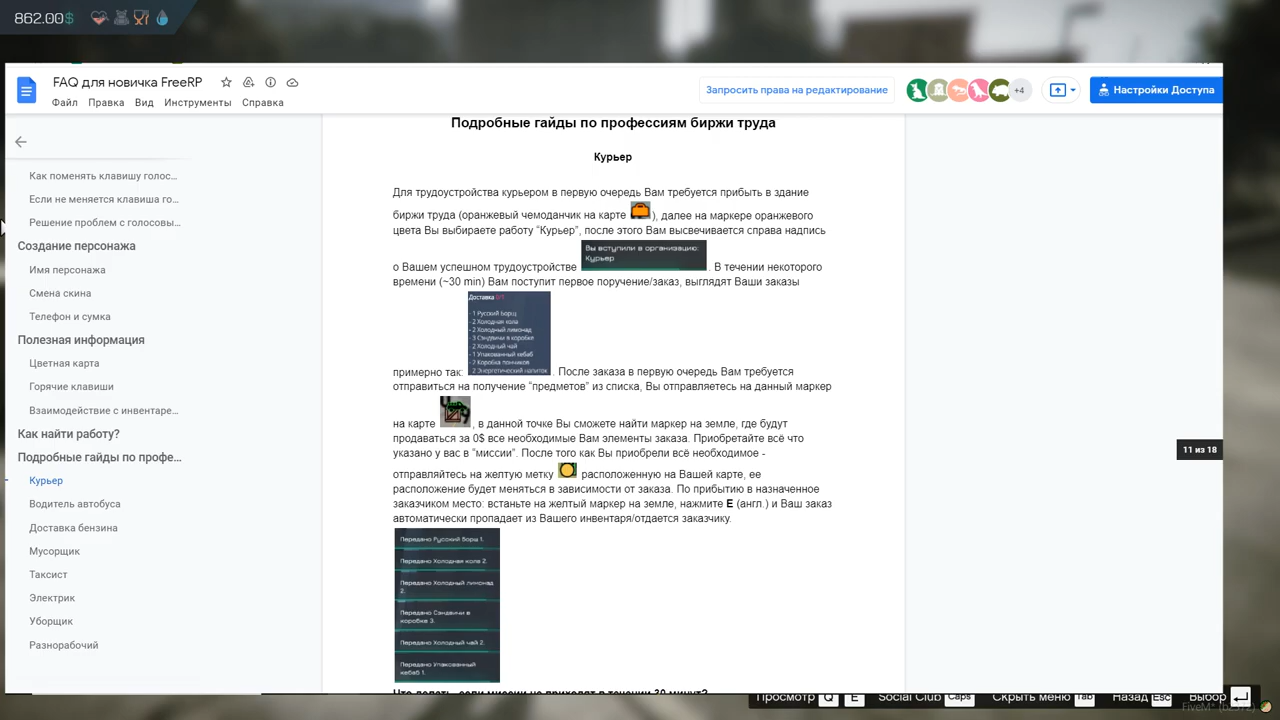 862.00$
FAQ для новичка FreeRP
Файл Правка Вид Инструменты Справка
Запросить права на редактирование
+4
Настройки Доступа
Как поменять клавишу голос…
Если не меняется клавиша го…
Решение проблем с голосовы…
Создание персонажа
Имя персонажа
Смена скина
Телефон и сумка
Полезная информация
Цветная карта
Горячие клавиши
Взаимодействие с инвентаре…
Как найти работу?
Подробные гайды по профе…
Курьер
Водитель автобуса
Доставка бензина
Мусорщик
Таксист
Электрик
Уборщик
Разнорабочий
Подробные гайды по профессиям биржи труда
Курьер
Для трудоустройства курьером в первую очередь Вам требуется прибыть в здание
биржи труда (оранжевый чемоданчик на карте ), далее на маркере оранжевого
цвета Вы выбираете работу “Курьер”, после этого Вам высвечивается справа надпись
Вы вступили в организацию:
Курьер
о Вашем успешном трудоустройстве . В течении некоторого
времени (~30 min) Вам поступит первое поручение/заказ, выглядят Ваши заказы
Доставка 0/1
- 1 Русский Борщ
- 2 Холодная кола
- 2 Холодный лимонад
- 3 Сэндвичи в коробке
- 2 Холодный чай
- 1 Упакованный кебаб
- 2 Коробка пончиков
- 2 Энергетический напиток
примерно так: . После заказа в первую очередь Вам требуется
отправиться на получение “предметов” из списка, Вы отправляетесь на данный маркер
на карте , в данной точке Вы сможете найти маркер на земле, где будут
продаваться за 0$ все необходимые Вам элементы заказа. Приобретайте всё что
указано у вас в “миссии”. После того как Вы приобрели всё необходимое -
отправляйтесь на желтую метку расположенную на Вашей карте, ее
расположение будет меняться в зависимости от заказа. По прибытию в назначенное
заказчиком место: встаньте на желтый маркер на земле, нажмите E (англ.) и Ваш заказ
автоматически пропадает из Вашего инвентаря/отдается заказчику.
Передано Русский Борщ 1.
Передано Холодная кола 2.
Передано Холодный лимонад
2.
Передано Сэндвичи в
коробке 3.
Передано Холодный чай 2.
Передано Упакованный
кебаб 1.
Что делать, если миссии не приходят в течении 30 минут?
11 из 18
Просмотр Q E Social Club Caps Скрыть меню Tab Назад Esc Выбор